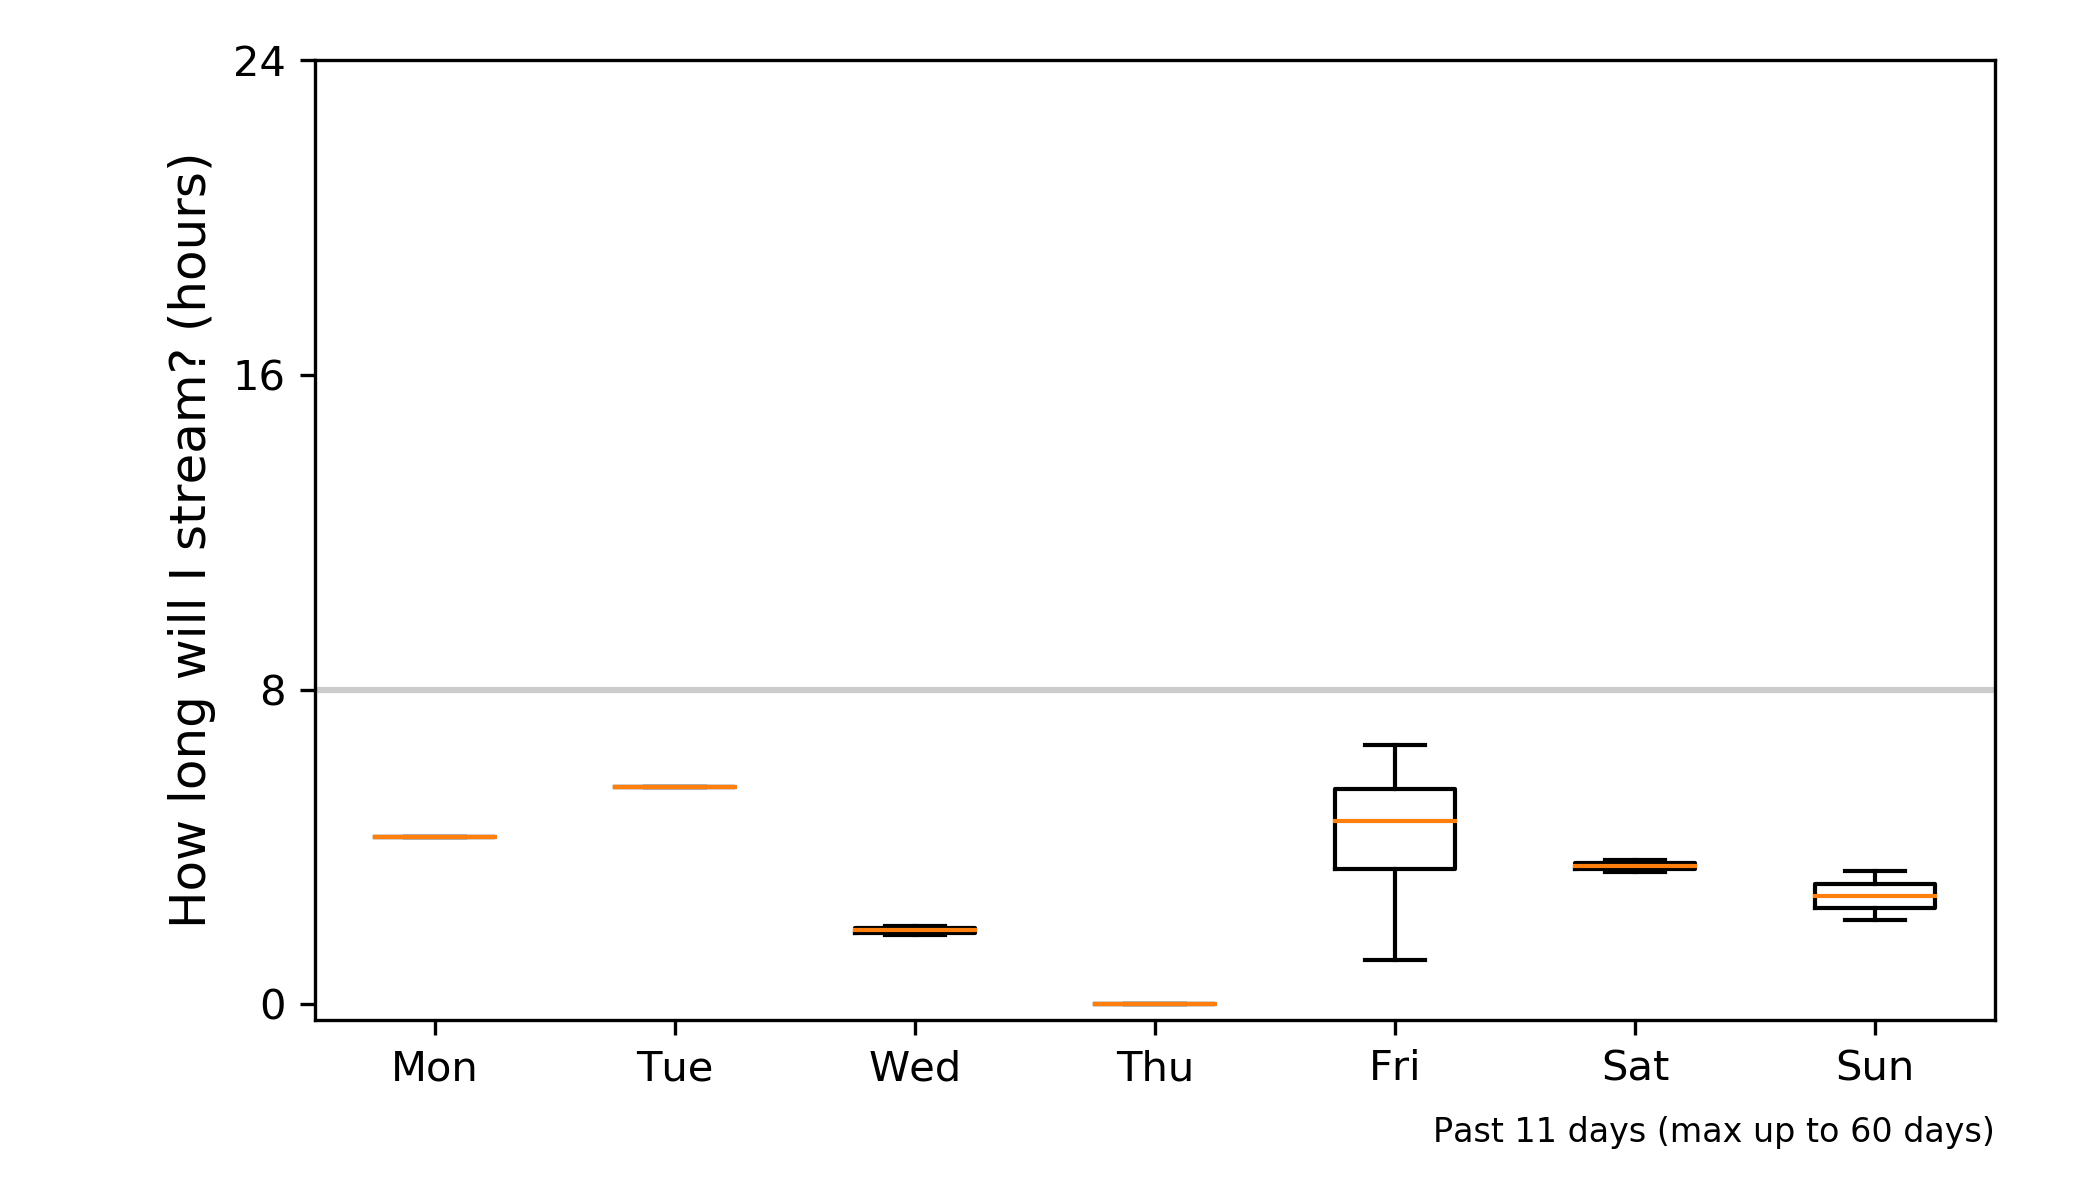 How long will I stream? (hours)
24
16
8
0
Mon Tue Wed Thu Fri Sat Sun
Past 11 days (max up to 60 days)